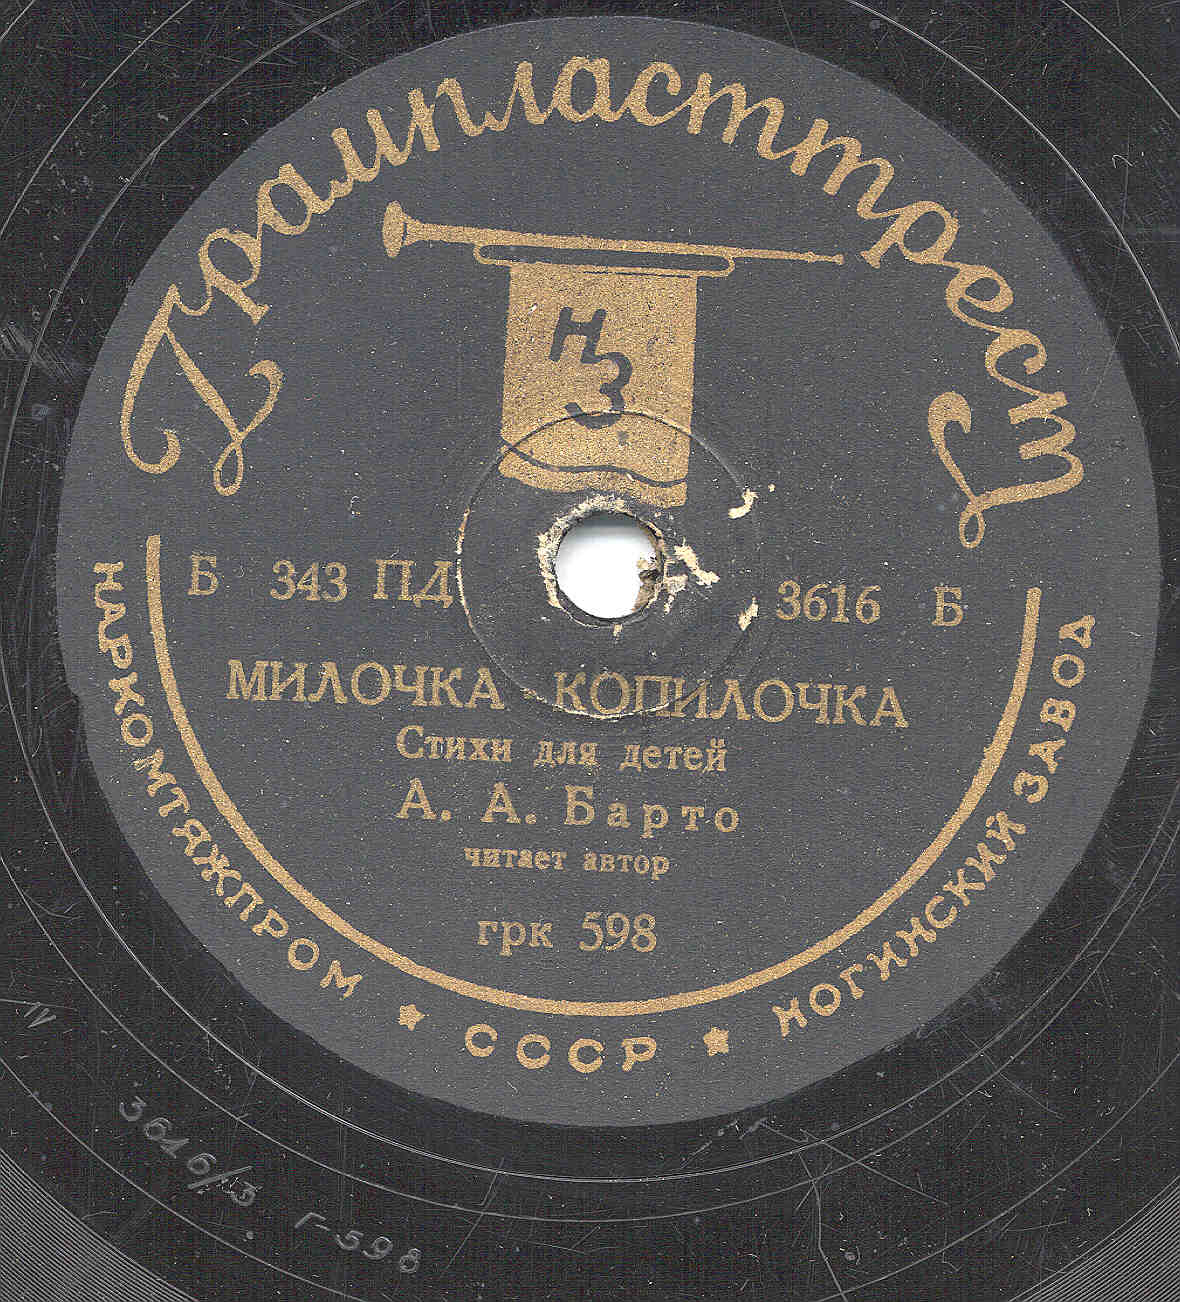 Грампласттрест
НЗ
Б 343 ПД 3616 Б
МИЛОЧКА - КОПИЛОЧКА
Стихи для детей
А. А. Барто
читает автор
грк 598
НАРКОМТЯЖПРОМ ★ СССР ★ НОГИНСКИЙ ЗАВОД
IV
3616/3 Г-598